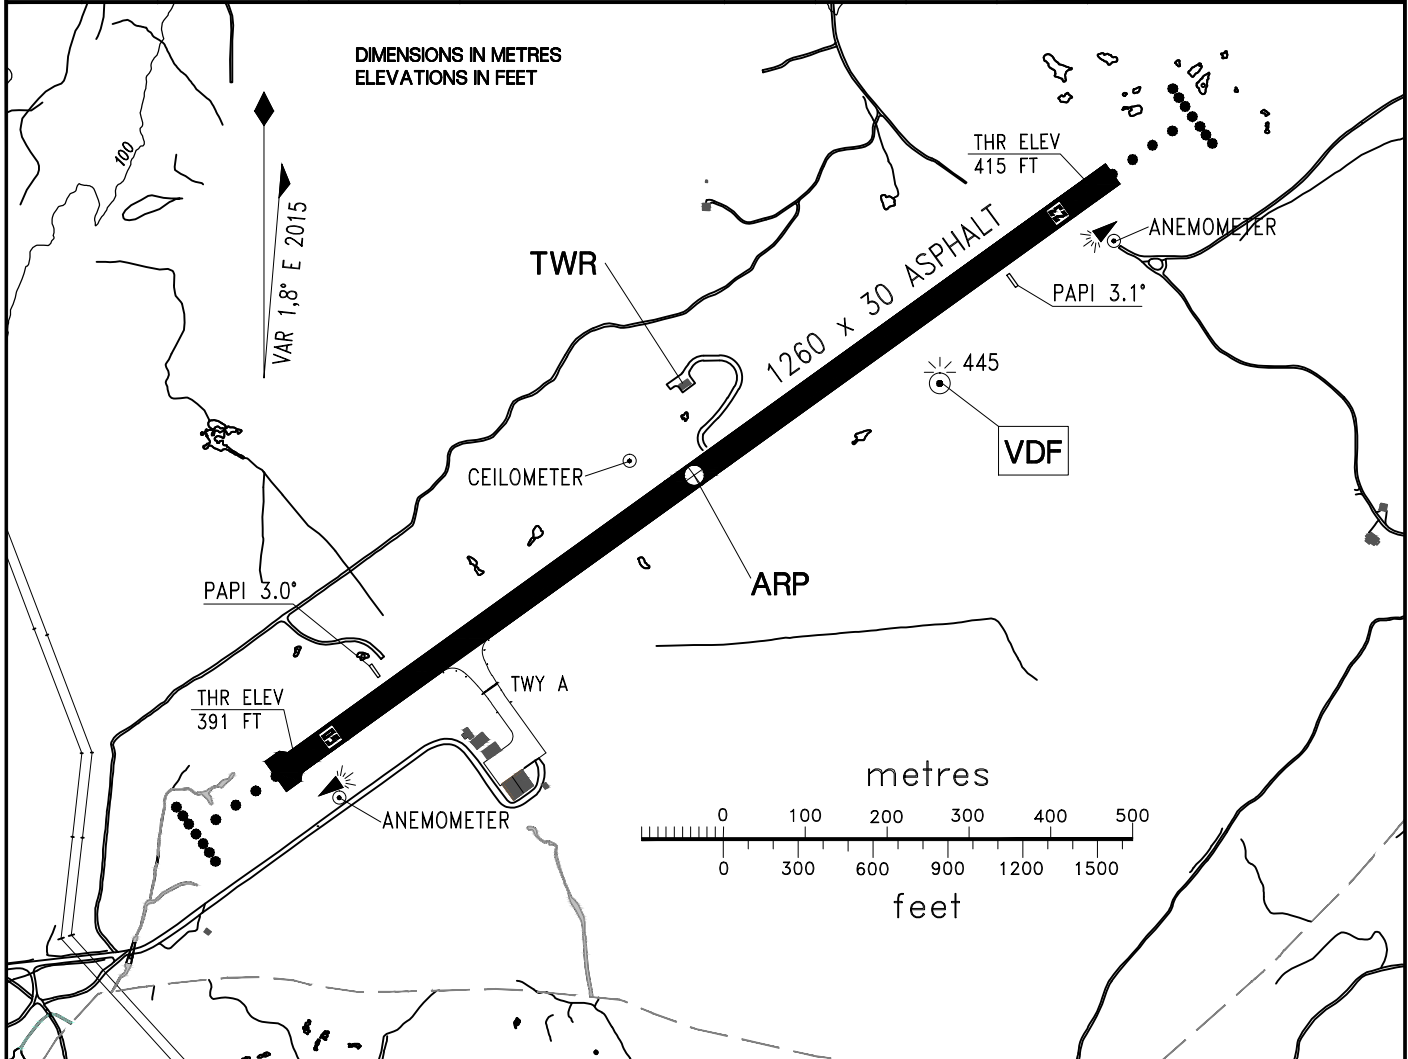 DIMENSIONS IN METRES
ELEVATIONS IN FEET
100
VAR 1,8° E 2015
THR ELEV
415 FT
ANEMOMETER
PAPI 3.1°
1260 x 30 ASPHALT
TWR
445
VDF
CEILOMETER
ARP
PAPI 3.0°
TWY A
THR ELEV
391 FT
ANEMOMETER
metres
0 100 200 300 400 500
0 300 600 900 1200 1500
feet